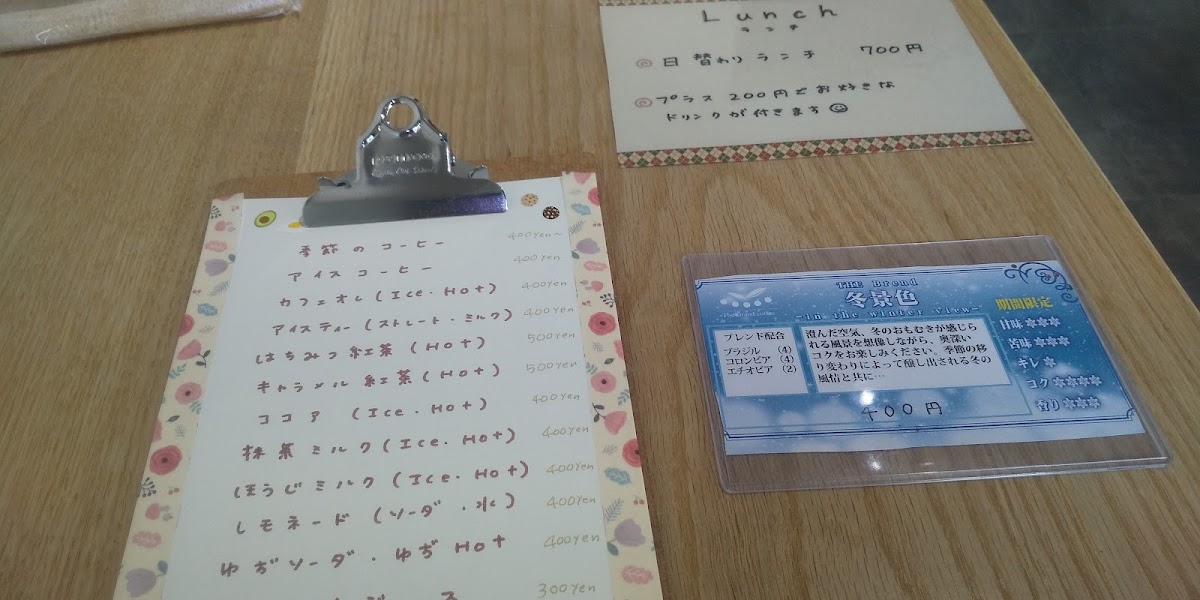 Lunch
ランチ
日替わりランチ 700円
プラス200円でお好きな
ドリンクが付きます
季節のコーヒー 400yen~
アイスコーヒー 400yen
カフェオレ(Ice・Hot) 400yen
アイスティー(ストレート・ミルク) 400yen
はちみつ紅茶(Hot) 500yen
キャラメル紅茶(Hot) 500yen
ココア (Ice・Hot) 400yen
抹茶ミルク(Ice・Hot) 400yen
ほうじミルク(Ice・Hot) 400yen
レモネード(ソーダ・水) 400yen
ゆずソーダ・ゆず Hot 400yen
300yen
THE Brend
冬景色
-in the winter view-
期間限定
ブレンド配合
ブラジル (4)
コロンビア (4)
エチオピア (2)
澄んだ空気、冬のおもむきが感じら
れる風景を想像しながら、奥深い
コクをお楽しみください。季節の移
り変わりによって醸し出される冬の
風情と共に…
甘味 ✽✽✽
苦味 ✽✽✽
キレ ✽
コク ✽✽✽✽
香り ✽✽✽
400円